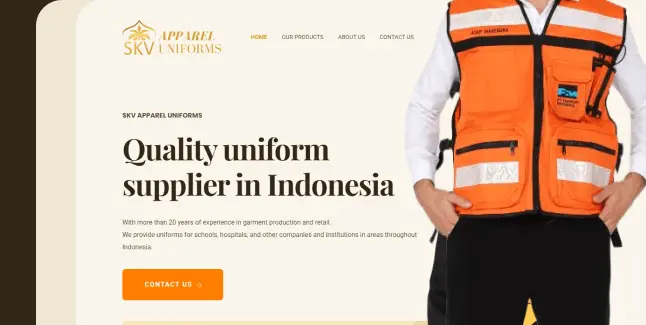 SKV APPAREL UNIFORMS
HOME OUR PRODUCTS ABOUT US CONTACT US
SKV APPAREL UNIFORMS
Quality uniform
supplier in Indonesia
With more than 20 years of experience in garment production and retail.
We provide uniforms for schools, hospitals, and other companies and institutions in areas throughout
Indonesia.
CONTACT US →